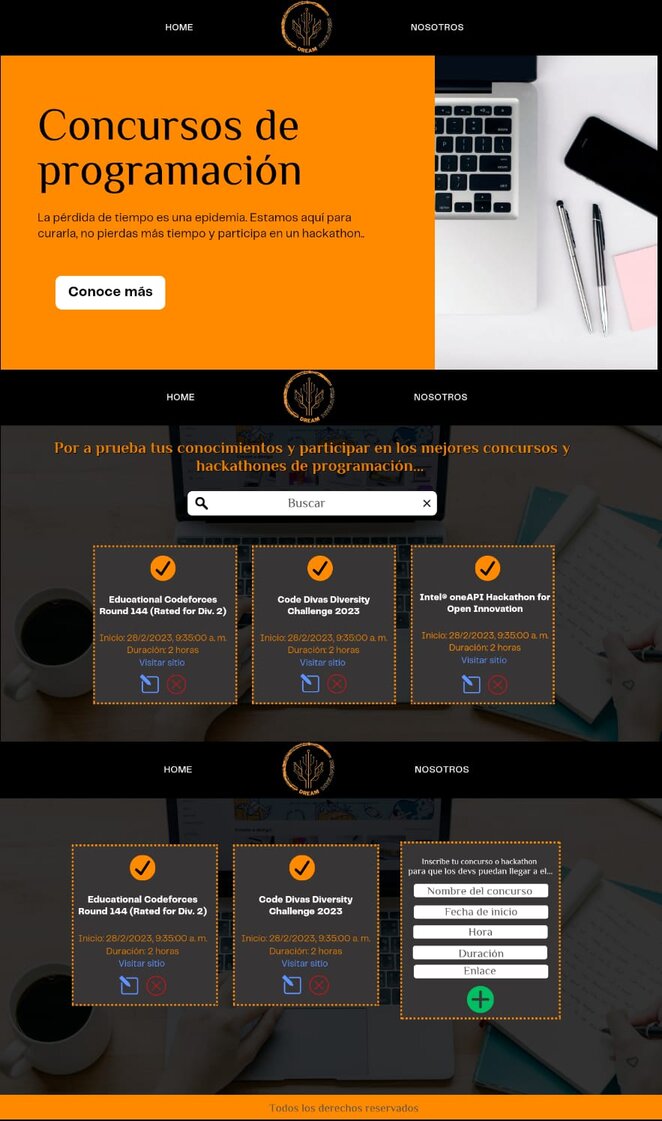 HOME
NOSOTROS
DREAM
Concursos de
programación
La pérdida de tiempo es una epidemia. Estamos aquí para
curarla, no pierdas más tiempo y participa en un hackathon..
Conoce más
HOME
NOSOTROS
DREAM
Por a prueba tus conocimientos y participar en los mejores concursos y
hackathones de programación...
Buscar
Educational Codeforces
Round 144 (Rated for Div. 2)
Inicio: 28/2/2023, 9:35:00 a. m.
Duración: 2 horas
Visitar sitio
Code Divas Diversity
Challenge 2023
Inicio: 28/2/2023, 9:35:00 a. m.
Duración: 2 horas
Visitar sitio
Intel® oneAPI Hackathon for
Open Innovation
Inicio: 28/2/2023, 9:35:00 a. m.
Duración: 2 horas
Visitar sitio
HOME
NOSOTROS
DREAM
Educational Codeforces
Round 144 (Rated for Div. 2)
Inicio: 28/2/2023, 9:35:00 a. m.
Duración: 2 horas
Visitar sitio
Code Divas Diversity
Challenge 2023
Inicio: 28/2/2023, 9:35:00 a. m.
Duración: 2 horas
Visitar sitio
Inscribe tu concurso o hackathon
para que los devs puedan llegar a el...
Nombre del concurso
Fecha de inicio
Hora
Duración
Enlace
Todos los derechos reservados